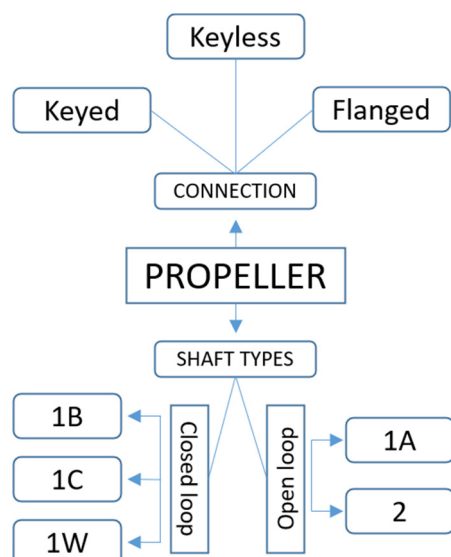 Keyless
Keyed
Flanged
CONNECTION
PROPELLER
SHAFT TYPES
Closed loop
1B
1C
1W
Open loop
1A
2